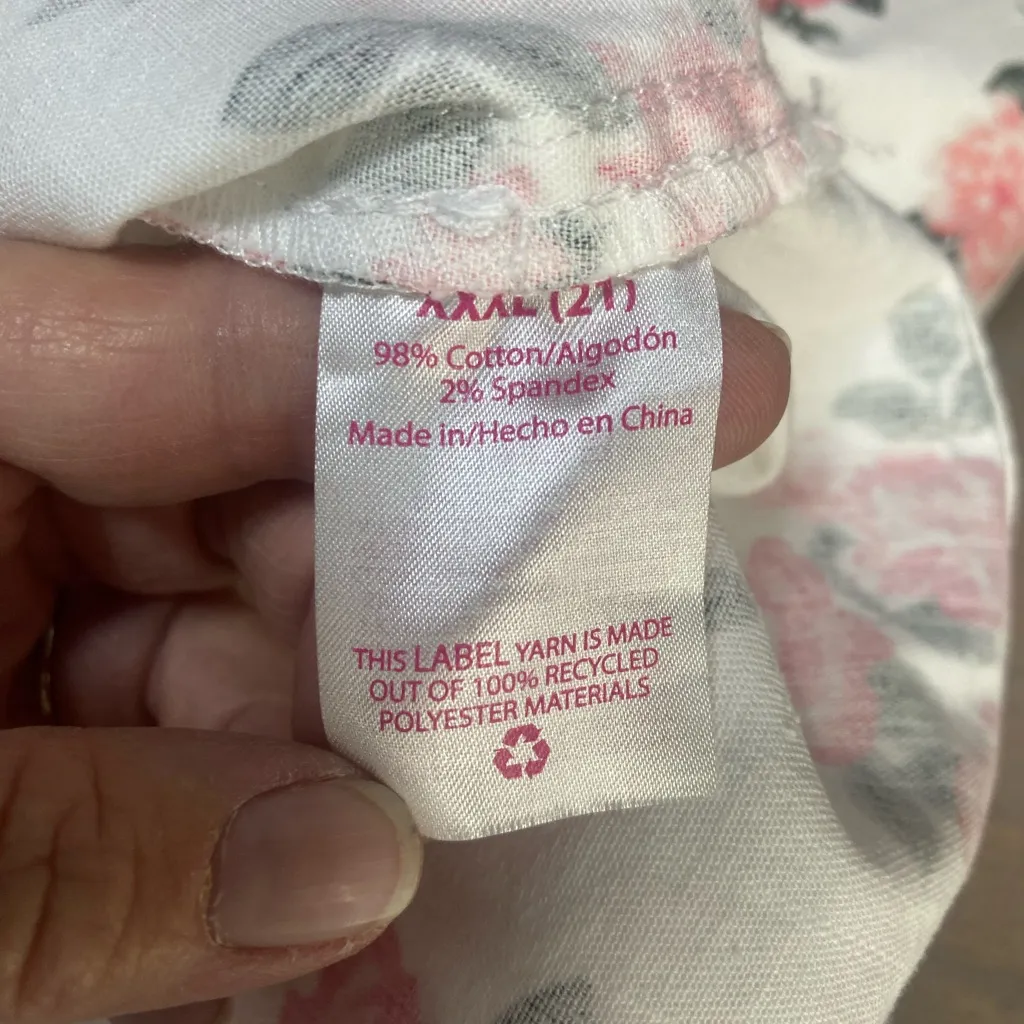 XXXL (21)
98% Cotton/Algodón
2% Spandex
Made in/Hecho en China
THIS LABEL YARN IS MADE
OUT OF 100% RECYCLED
POLYESTER MATERIALS